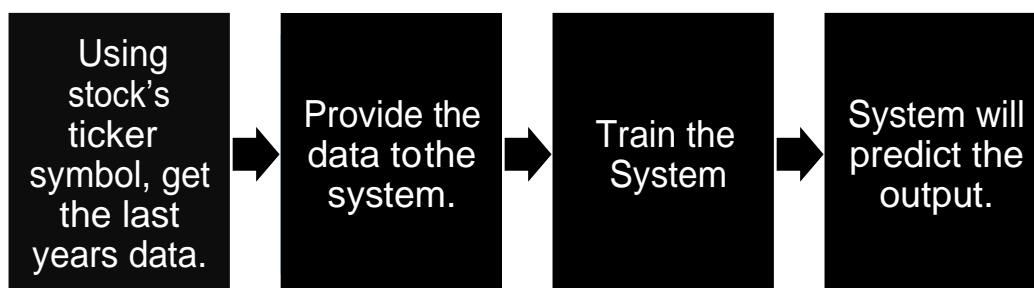 Using
stock’s
ticker
symbol, get
the last
years data.
Provide the
data tothe
system.
Train the
System
System will
predict the
output.